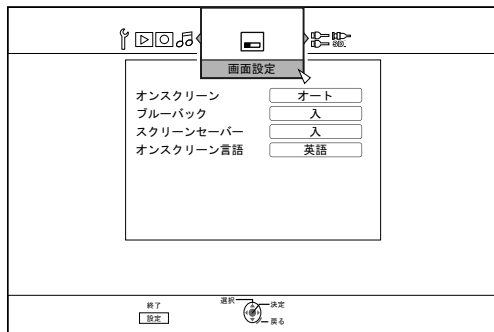 画面設定
オンスクリーン オート
ブルーバック 入
スクリーンセーバー 入
オンスクリーン言語 英語
終了
設定
選択
決定
戻る